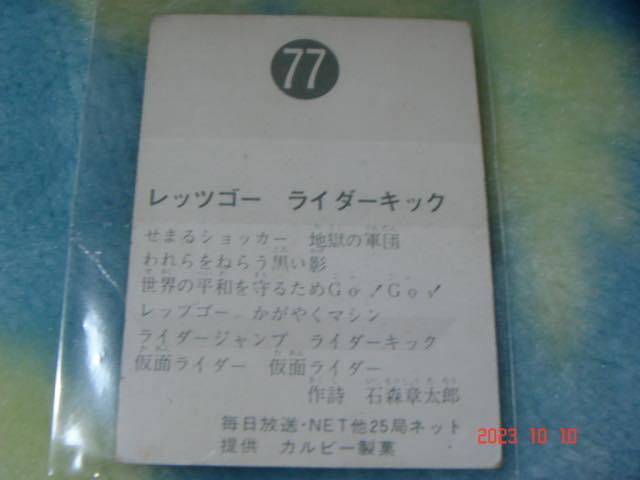 77
レッツゴー　ライダーキック
せまるショッカー　地獄の軍団
われらをねらう黒い影
世界の平和を守るためGo!Go!
レッツゴー　かがやくマシン
ライダージャンプ　ライダーキック
仮面ライダー　仮面ライダー
作詩　石森章太郎
毎日放送・NET他25局ネット
提供　カルビー製菓
2023 10 10